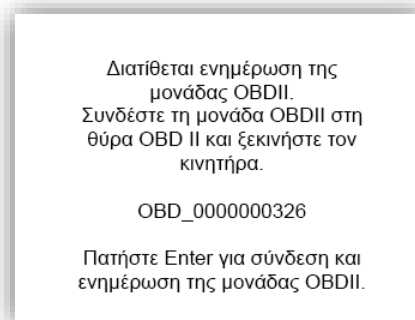 Διατίθεται ενημέρωση της
μονάδας OBDII.
Συνδέστε τη μονάδα OBDII στη
θύρα OBD II και ξεκινήστε τον
κινητήρα.
OBD_0000000326
Πατήστε Enter για σύνδεση και
ενημέρωση της μονάδας OBDII.